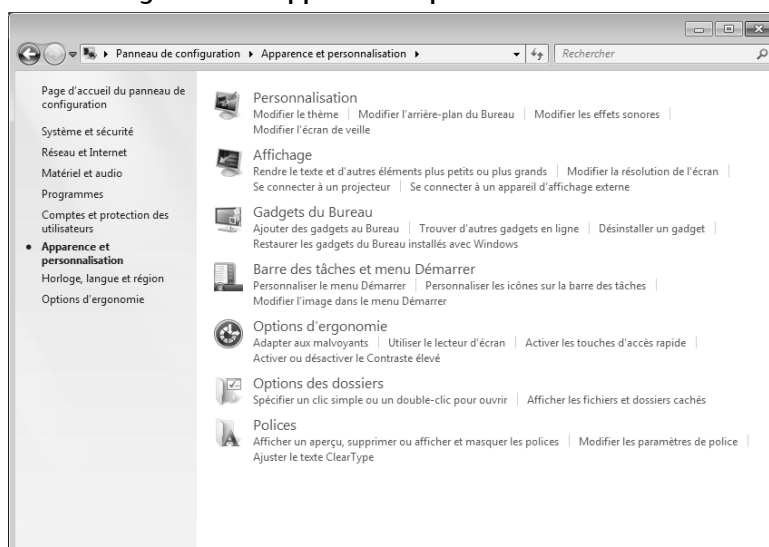 Panneau de configuration ▸ Apparence et personnalisation ▸
Rechercher
Page d'accueil du panneau de
configuration
Système et sécurité
Réseau et Internet
Matériel et audio
Programmes
Comptes et protection des
utilisateurs
Apparence et
personnalisation
Horloge, langue et région
Options d'ergonomie
Personnalisation
Modifier le thème | Modifier l'arrière-plan du Bureau | Modifier les effets sonores |
Modifier l'écran de veille
Affichage
Rendre le texte et d'autres éléments plus petits ou plus grands | Modifier la résolution de l'écran |
Se connecter à un projecteur | Se connecter à un appareil d'affichage externe
Gadgets du Bureau
Ajouter des gadgets au Bureau | Trouver d'autres gadgets en ligne | Désinstaller un gadget |
Restaurer les gadgets du Bureau installés avec Windows
Barre des tâches et menu Démarrer
Personnaliser le menu Démarrer | Personnaliser les icônes sur la barre des tâches |
Modifier l'image dans le menu Démarrer
Options d'ergonomie
Adapter aux malvoyants | Utiliser le lecteur d'écran | Activer les touches d'accès rapide |
Activer ou désactiver le Contraste élevé
Options des dossiers
Spécifier un clic simple ou un double-clic pour ouvrir | Afficher les fichiers et dossiers cachés
Polices
Afficher un aperçu, supprimer ou afficher et masquer les polices | Modifier les paramètres de police |
Ajuster le texte ClearType